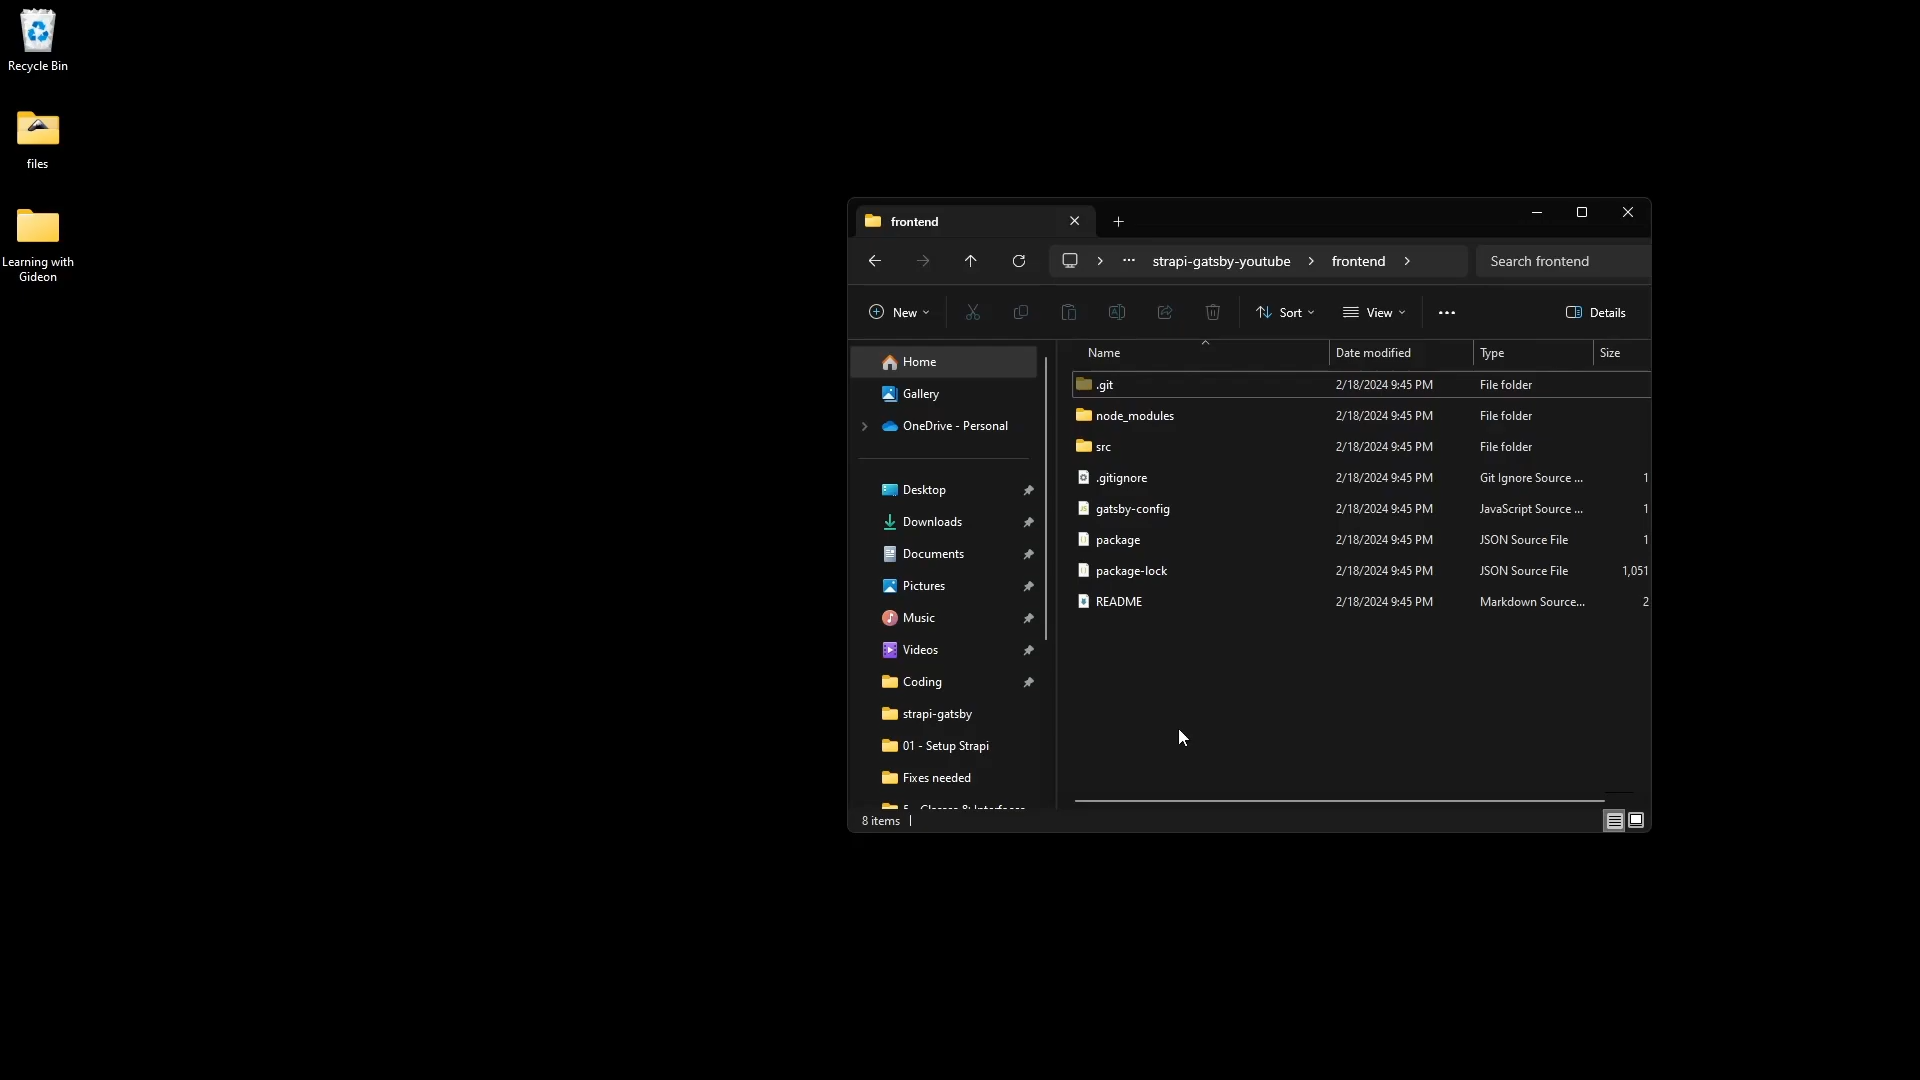 Recycle Bin
files
Learning with
Gideon
frontend
strapi-gatsby-youtube
frontend
Search frontend
New
Sort
View
Details
Name
Date modified
Type
Size
Home
Gallery
OneDrive - Personal
Desktop
Downloads
Documents
Pictures
Music
Videos
Coding
strapi-gatsby
01 - Setup Strapi
Fixes needed
.git 2/18/2024 9:45 PM File folder
node_modules 2/18/2024 9:45 PM File folder
src 2/18/2024 9:45 PM File folder
.gitignore 2/18/2024 9:45 PM Git Ignore Source ... 1
gatsby-config 2/18/2024 9:45 PM JavaScript Source ... 1
package 2/18/2024 9:45 PM JSON Source File 1
package-lock 2/18/2024 9:45 PM JSON Source File 1,051
README 2/18/2024 9:45 PM Markdown Source... 2
8 items